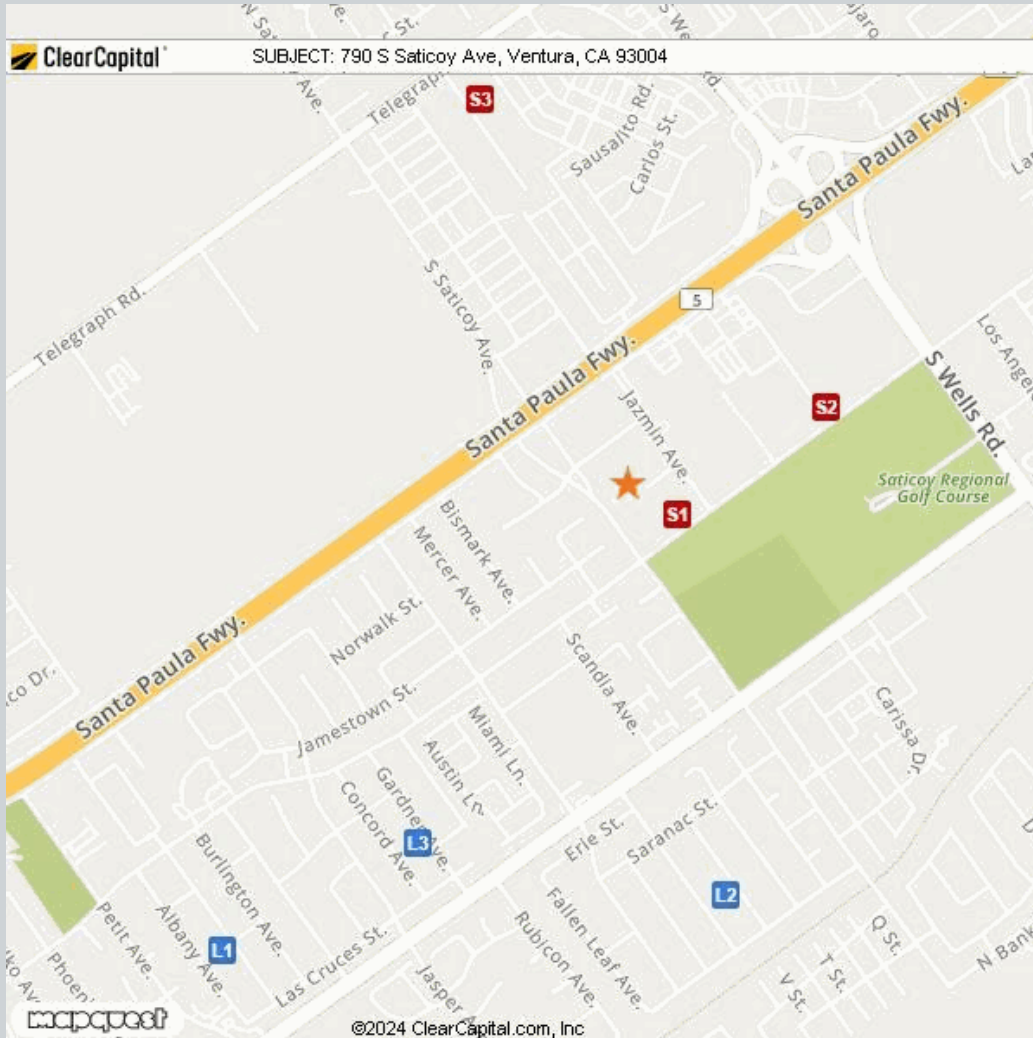 ClearCapital
SUBJECT: 790 S Saticoy Ave, Ventura, CA 93004
S3
Sausalito Rd.
Carlos St.
Santa Paula Fwy.
Telegraph Rd.
S Saticoy Ave.
5
Santa Paula Fwy.
Jazmin Ave.
S2
S Wells Rd.
Saticoy Regional
Golf Course
S1
Bismark Ave.
Mercer Ave.
Norwalk St.
Scandia Ave.
Santa Paula Fwy.
Jamestown St.
Miami Ln.
Austin Ln.
Carissa Dr.
Gardner Ave.
Concord Ave.
L3
Erie St.
Saranac St.
L2
Burlington Ave.
Albany Ave.
L1
Petit Ave.
Las Cruces St.
Fallen Leaf Ave.
Rubicon Ave.
Q St.
T St.
V St.
N Bank
Jasper A
mapquest
©2024 ClearCapital.com, Inc